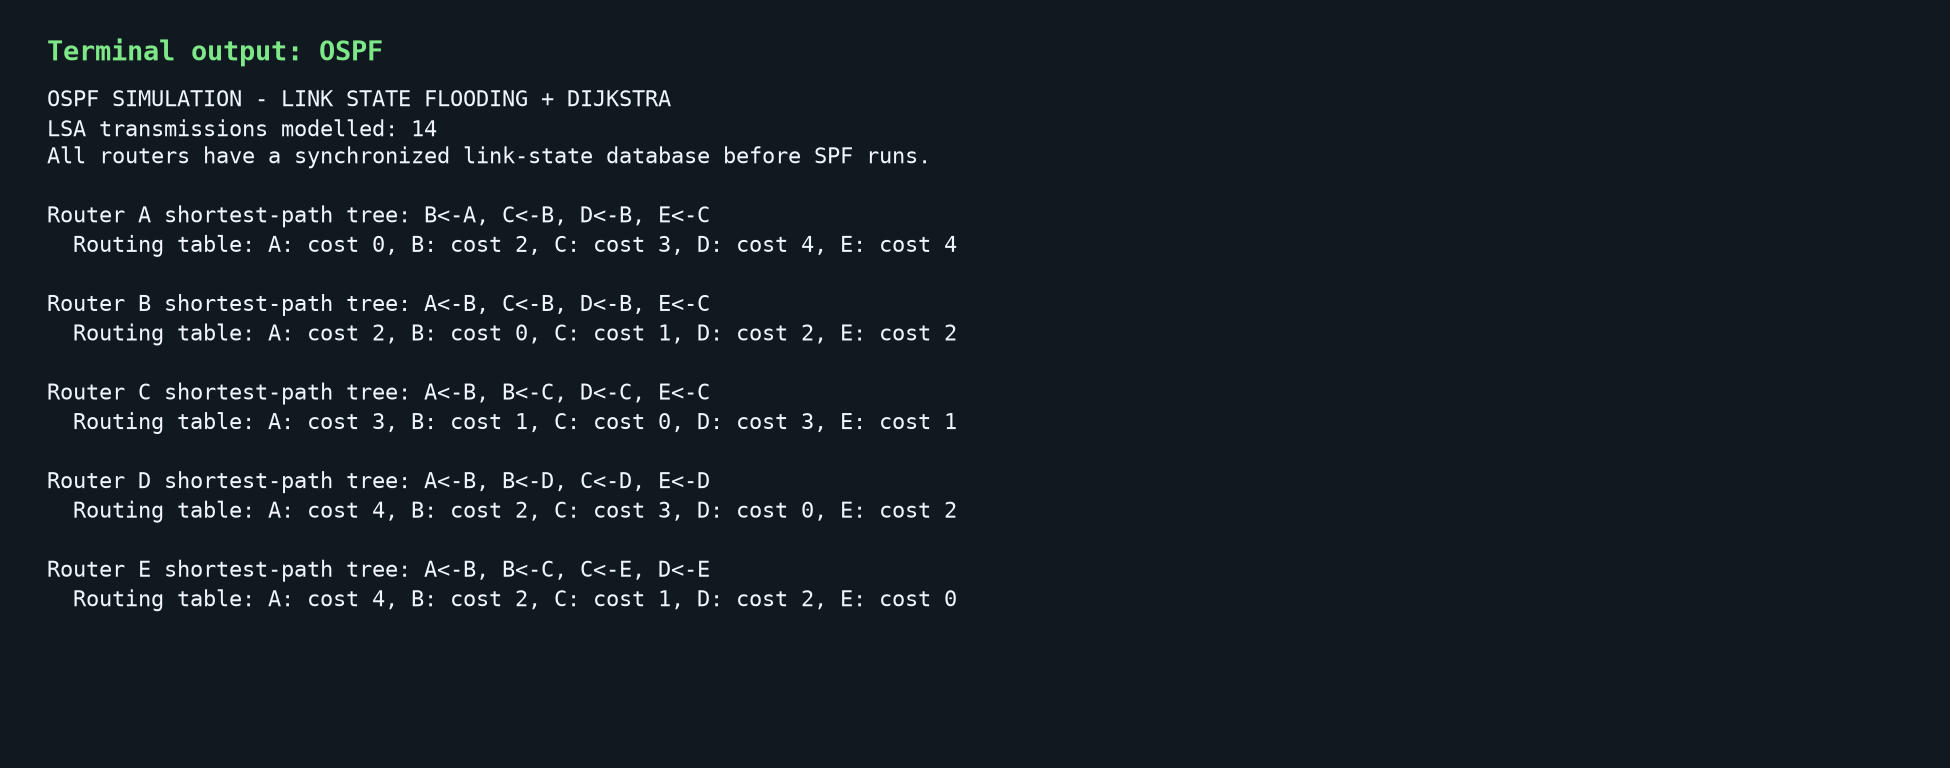 Terminal output: OSPF
OSPF SIMULATION - LINK STATE FLOODING + DIJKSTRA
LSA transmissions modelled: 14
All routers have a synchronized link-state database before SPF runs.
Router A shortest-path tree: B<-A, C<-B, D<-B, E<-C
Routing table: A: cost 0, B: cost 2, C: cost 3, D: cost 4, E: cost 4
Router B shortest-path tree: A<-B, C<-B, D<-B, E<-C
Routing table: A: cost 2, B: cost 0, C: cost 1, D: cost 2, E: cost 2
Router C shortest-path tree: A<-B, B<-C, D<-C, E<-C
Routing table: A: cost 3, B: cost 1, C: cost 0, D: cost 3, E: cost 1
Router D shortest-path tree: A<-B, B<-D, C<-D, E<-D
Routing table: A: cost 4, B: cost 2, C: cost 3, D: cost 0, E: cost 2
Router E shortest-path tree: A<-B, B<-C, C<-E, D<-E
Routing table: A: cost 4, B: cost 2, C: cost 1, D: cost 2, E: cost 0